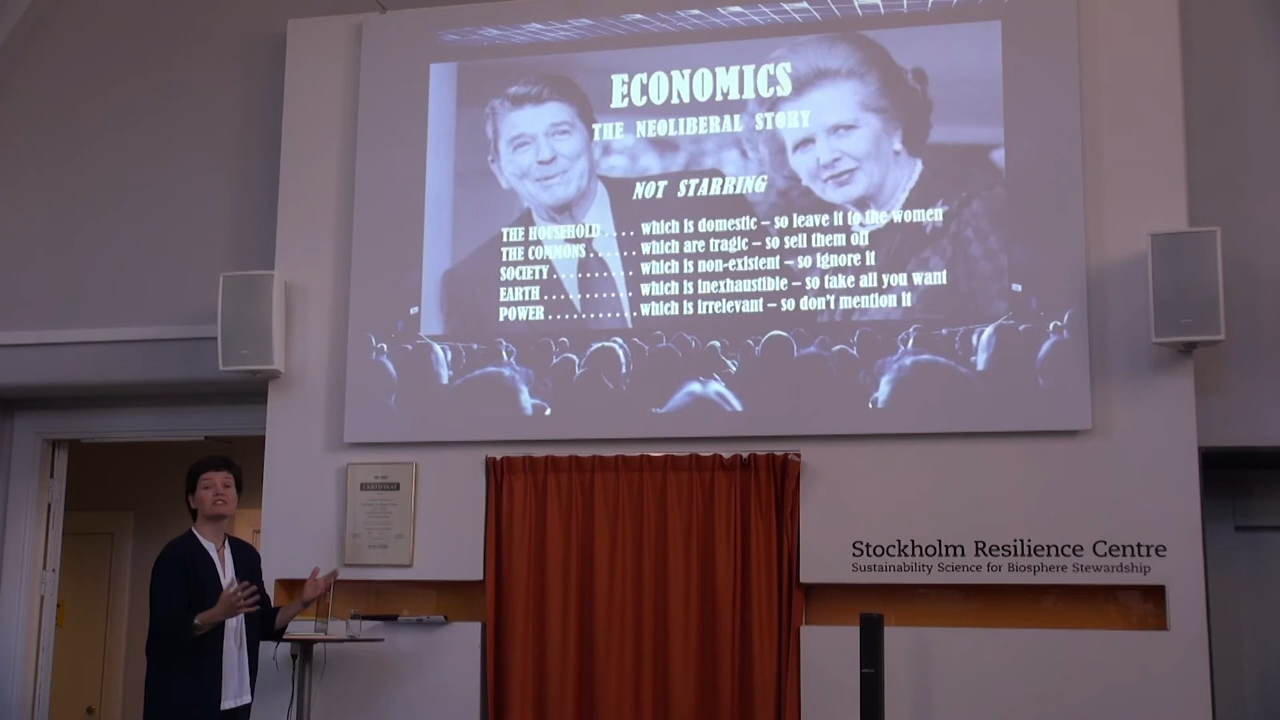 ECONOMICS
THE NEOLIBERAL STORY
NOT STARRING
THE HOUSEHOLD .... which is domestic – so leave it to the women
THE COMMONS ...... which are tragic – so sell them off
SOCIETY .......... which is non-existent – so ignore it
EARTH ........... which is inexhaustible – so take all you want
POWER ........... which is irrelevant – so don't mention it
CERTIFIKAT
Stockholm Resilience Centre
Sustainability Science for Biosphere Stewardship